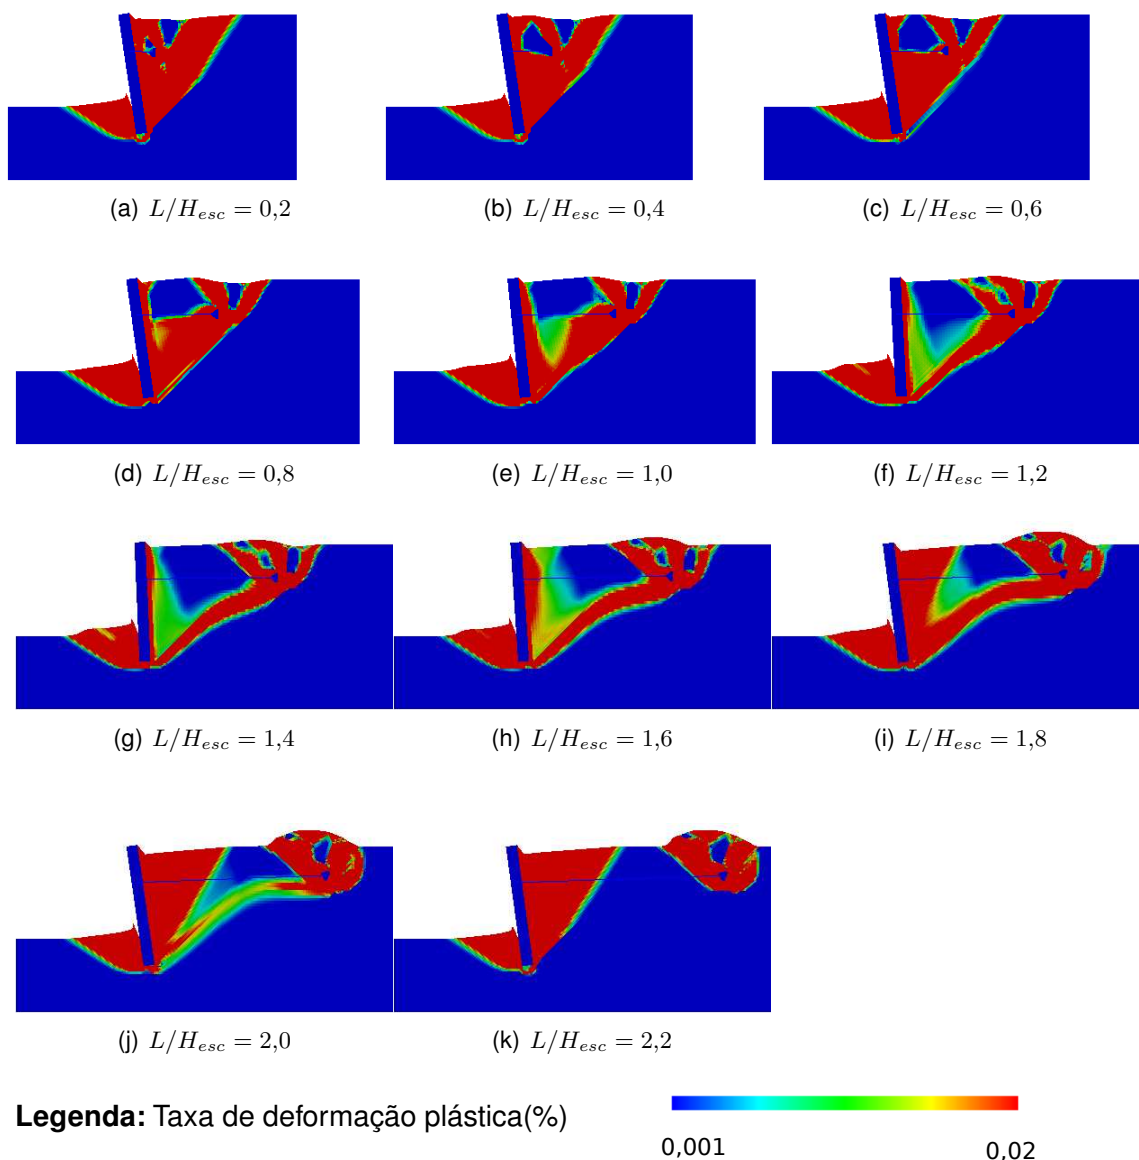 (a) L/H_esc = 0,2
(b) L/H_esc = 0,4
(c) L/H_esc = 0,6
(d) L/H_esc = 0,8
(e) L/H_esc = 1,0
(f) L/H_esc = 1,2
(g) L/H_esc = 1,4
(h) L/H_esc = 1,6
(i) L/H_esc = 1,8
(j) L/H_esc = 2,0
(k) L/H_esc = 2,2
Legenda: Taxa de deformação plástica(%)
0,001
0,02